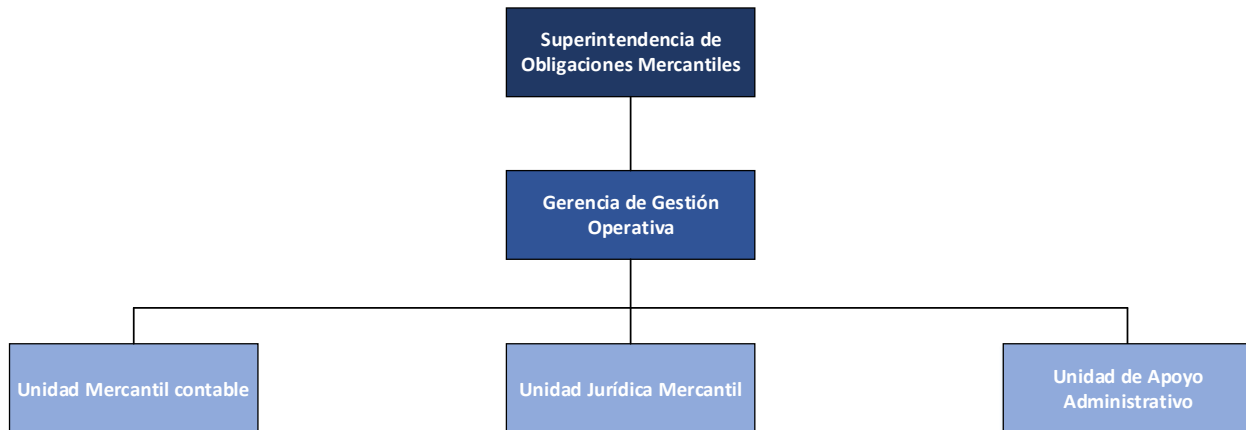 Superintendencia de
Obligaciones Mercantiles
Gerencia de Gestión
Operativa
Unidad Mercantil contable
Unidad Jurídica Mercantil
Unidad de Apoyo
Administrativo